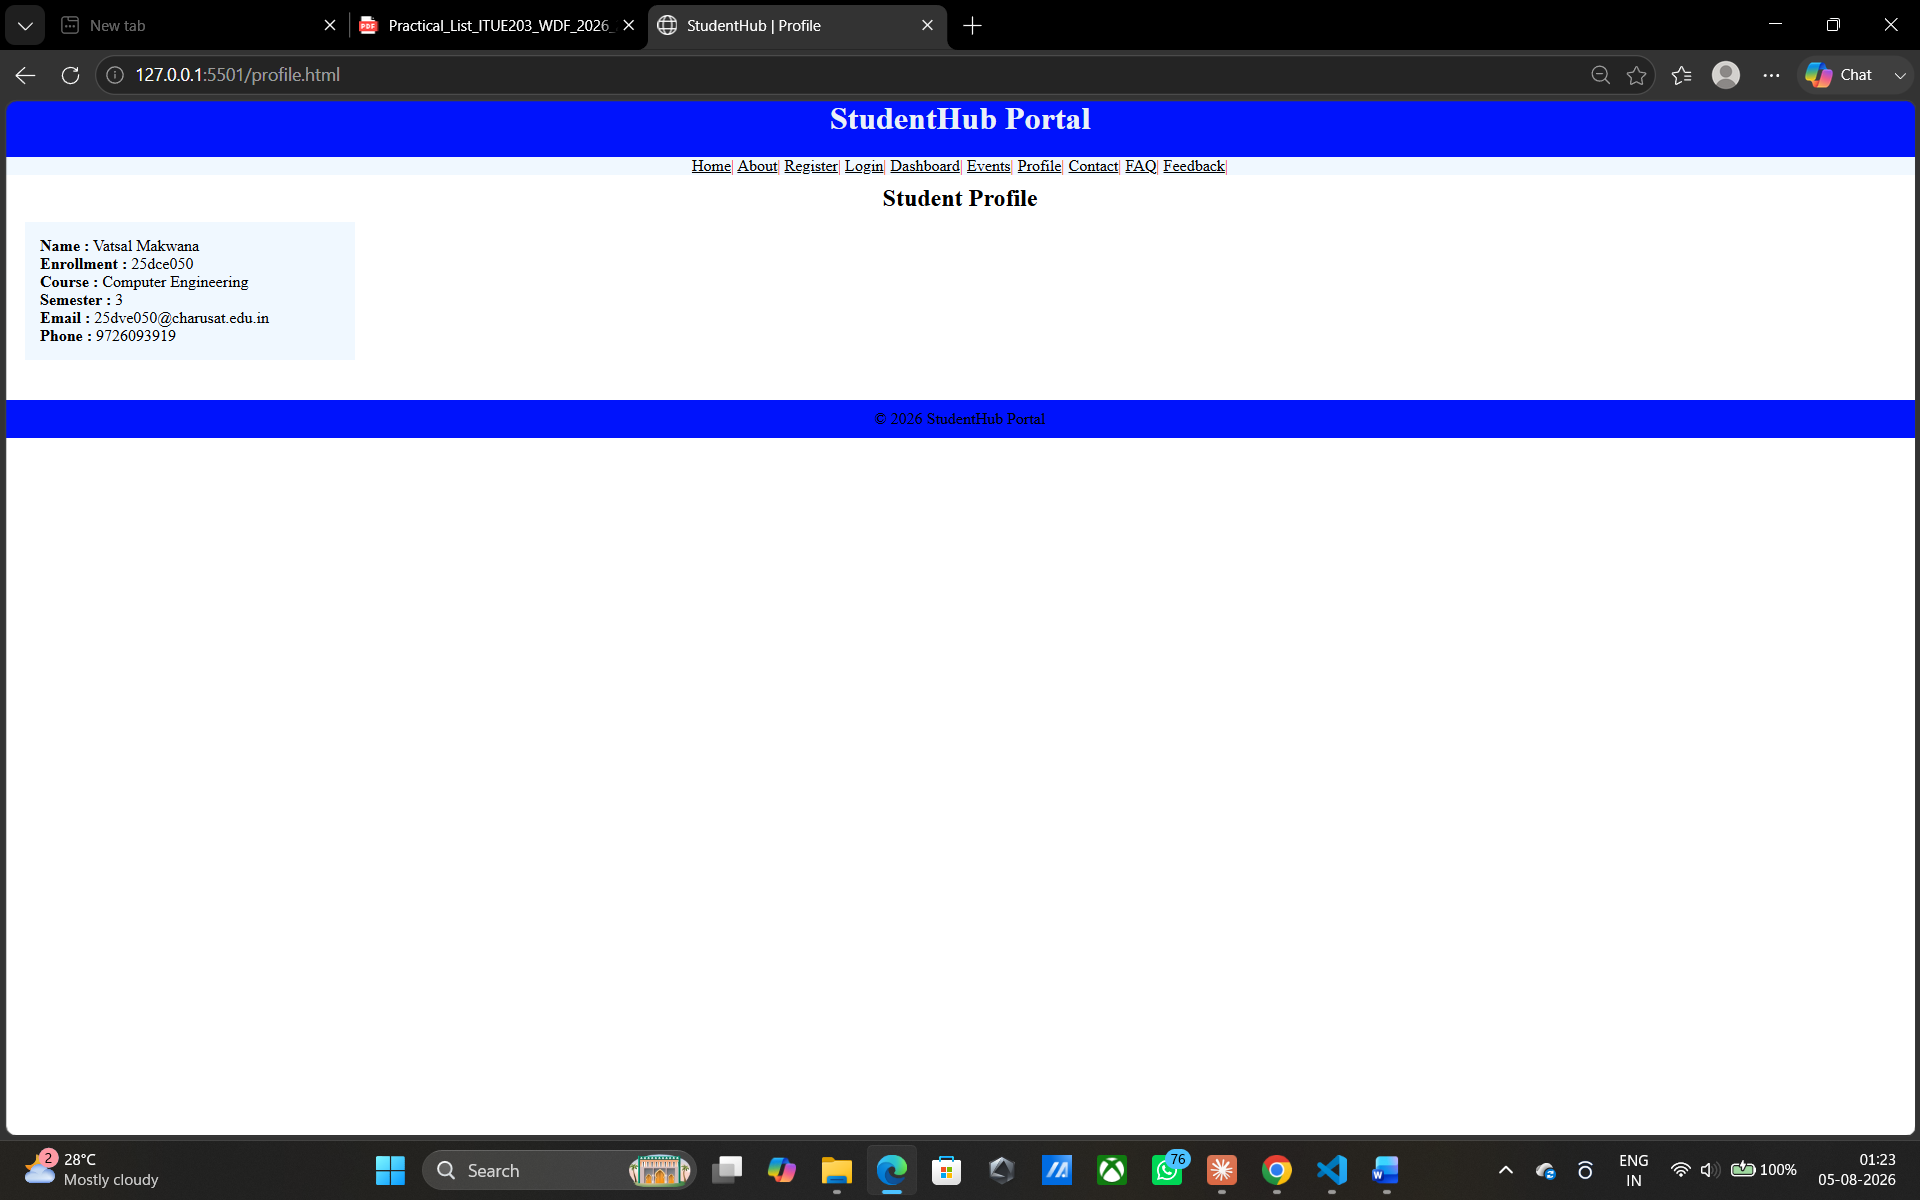 New tab
Practical_List_ITUE203_WDF_2026_
StudentHub | Profile
127.0.0.1:5501/profile.html
Chat
StudentHub Portal
Home| About| Register| Login| Dashboard| Events| Profile| Contact| FAQ| Feedback|
Student Profile
Name : Vatsal Makwana
Enrollment : 25dce050
Course : Computer Engineering
Semester : 3
Email : 25dve050@charusat.edu.in
Phone : 9726093919
© 2026 StudentHub Portal
2
28°C
Mostly cloudy
Search
76
ENG
IN
100%
01:23
05-08-2026